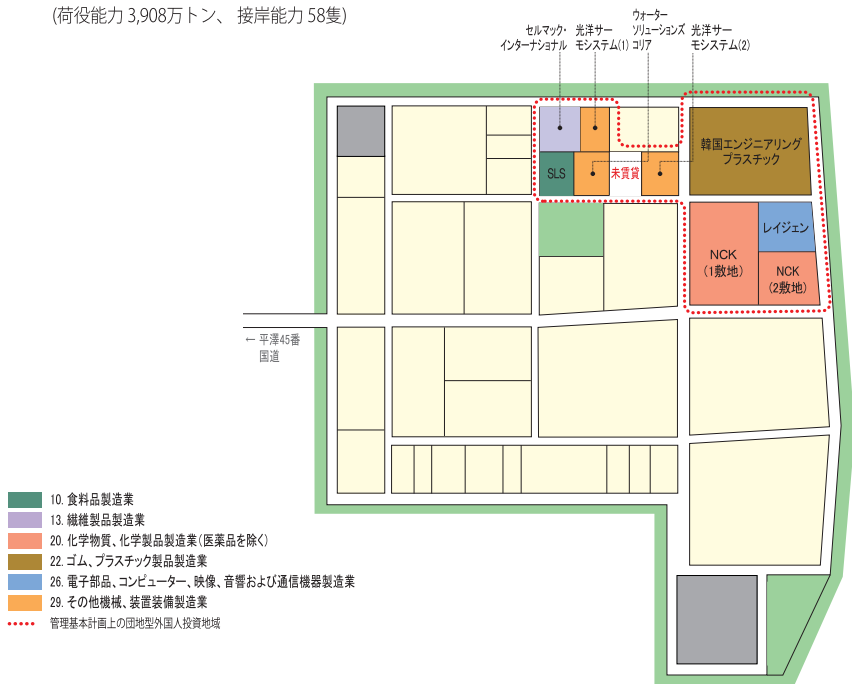 (荷役能力 3,908万トン、 接岸能力 58隻)
セルマック・
インターナショナル
光洋サー
モシステム(1)
ウォーター
ソリューションズ
コリア
光洋サー
モシステム(2)
韓国エンジニアリング
プラスチック
SLS
未賃貸
NCK
(1敷地)
レイジェン
NCK
(2敷地)
← 平澤45番
国道
10. 食料品製造業
13. 繊維製品製造業
20. 化学物質、化学製品製造業(医薬品を除く)
22. ゴム、プラスチック製品製造業
26. 電子部品、コンピューター、映像、音響および通信機器製造業
29. その他機械、装置装備製造業
管理基本計画上の団地型外国人投資地域